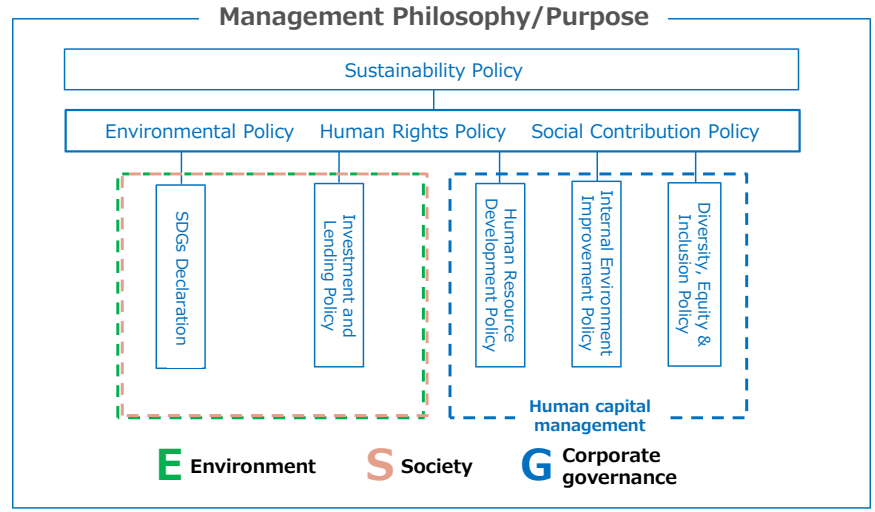 Management Philosophy/Purpose
Sustainability Policy
Environmental Policy Human Rights Policy Social Contribution Policy
SDGs Declaration
Investment and
Lending Policy
Human Resource
Development Policy
Internal Environment
Improvement Policy
Diversity, Equity &
Inclusion Policy
Human capital
management
E Environment
S Society
G Corporate
governance